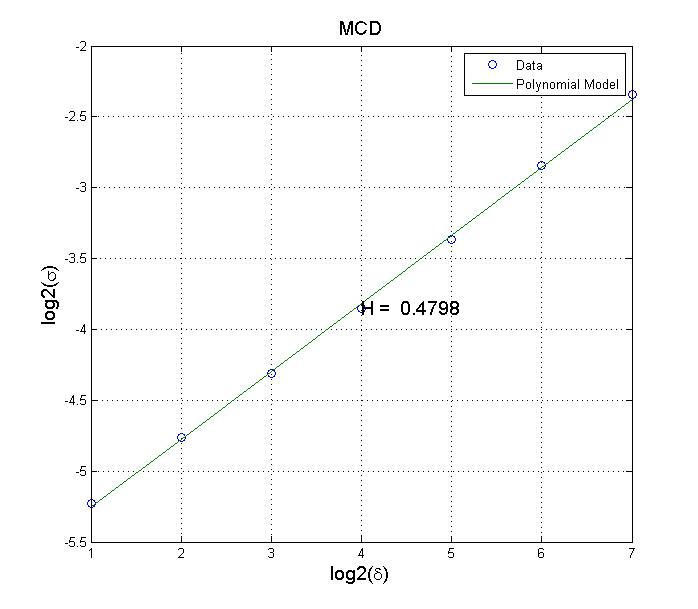 MCD
Data
Polynomial Model
-2
-2.5
-3
-3.5
-4
-4.5
-5
-5.5
log2(σ)
H = 0.4798
1 2 3 4 5 6 7
log2(δ)